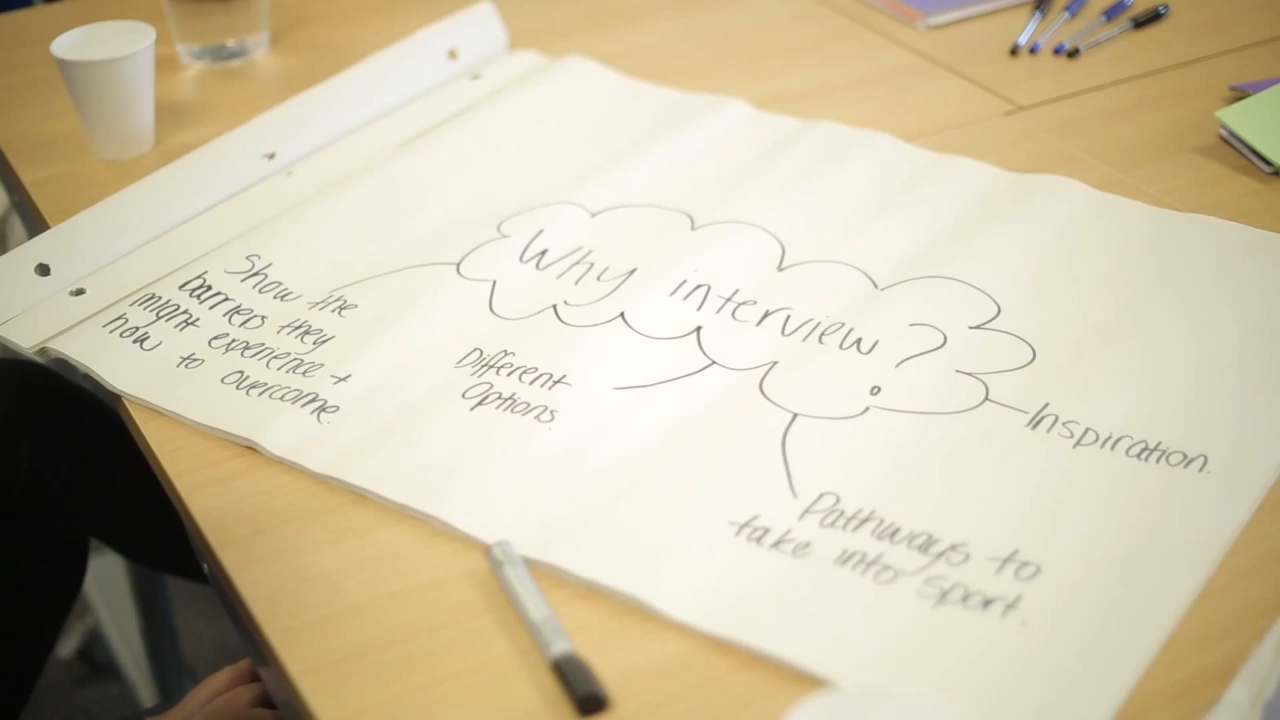 Why interview?
Show the
barriers they
might experience +
how to overcome.
Different
Options.
Inspiration.
Pathways to
take into sport.